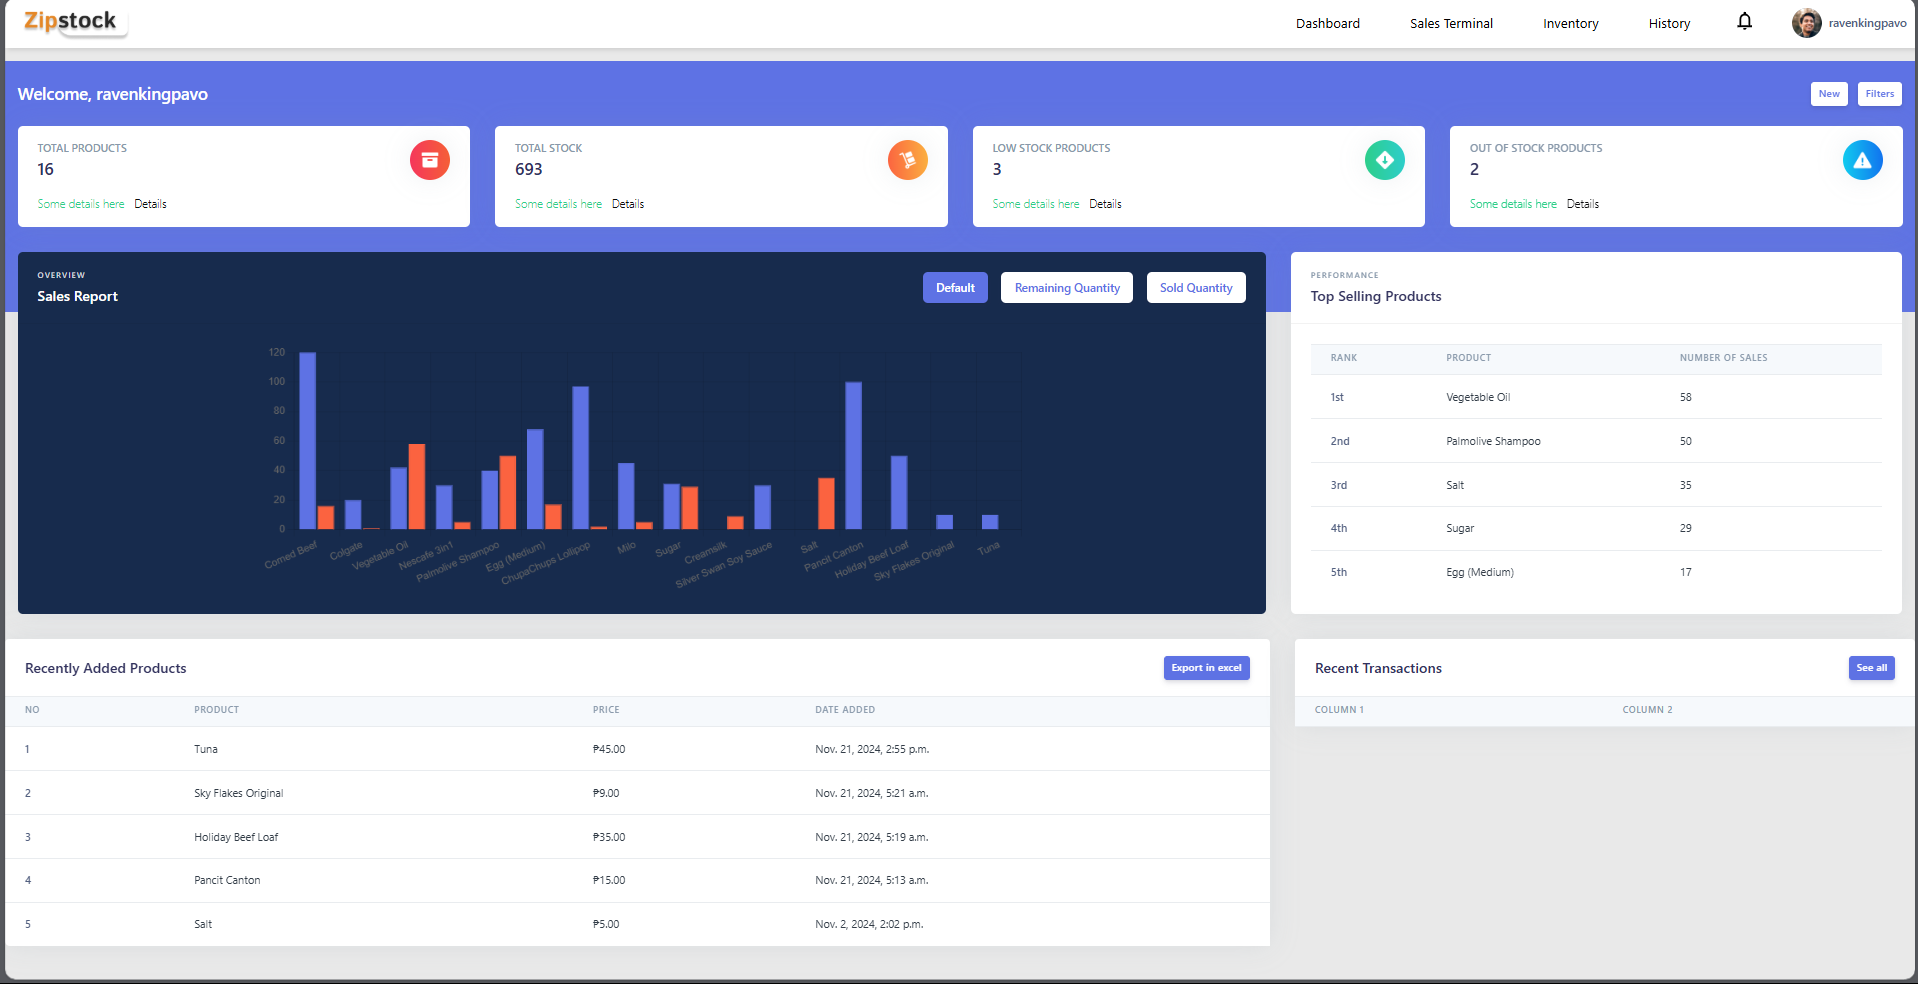 Zipstock
Dashboard
Sales Terminal
Inventory
History
ravenkingpavo
Welcome, ravenkingpavo
New
Filters
TOTAL PRODUCTS
16
Some details here Details
TOTAL STOCK
693
Some details here Details
LOW STOCK PRODUCTS
3
Some details here Details
OUT OF STOCK PRODUCTS
2
Some details here Details
OVERVIEW
Sales Report
Default
Remaining Quantity
Sold Quantity
120
100
80
60
40
20
0
Corned Beef
Colgate
Vegetable Oil
Nescafe 3in1
Palmolive Shampoo
Egg (Medium)
ChupaChups Lollipop
Milo
Sugar
Creamsilk
Silver Swan Soy Sauce
Salt
Pancit Canton
Holiday Beef Loaf
Sky Flakes Original
Tuna
PERFORMANCE
Top Selling Products
RANK PRODUCT NUMBER OF SALES
1st Vegetable Oil 58
2nd Palmolive Shampoo 50
3rd Salt 35
4th Sugar 29
5th Egg (Medium) 17
Recently Added Products
Export in excel
NO PRODUCT PRICE DATE ADDED
1 Tuna ₱45.00 Nov. 21, 2024, 2:55 p.m.
2 Sky Flakes Original ₱9.00 Nov. 21, 2024, 5:21 a.m.
3 Holiday Beef Loaf ₱35.00 Nov. 21, 2024, 5:19 a.m.
4 Pancit Canton ₱15.00 Nov. 21, 2024, 5:13 a.m.
5 Salt ₱5.00 Nov. 2, 2024, 2:02 p.m.
Recent Transactions
See all
COLUMN 1 COLUMN 2